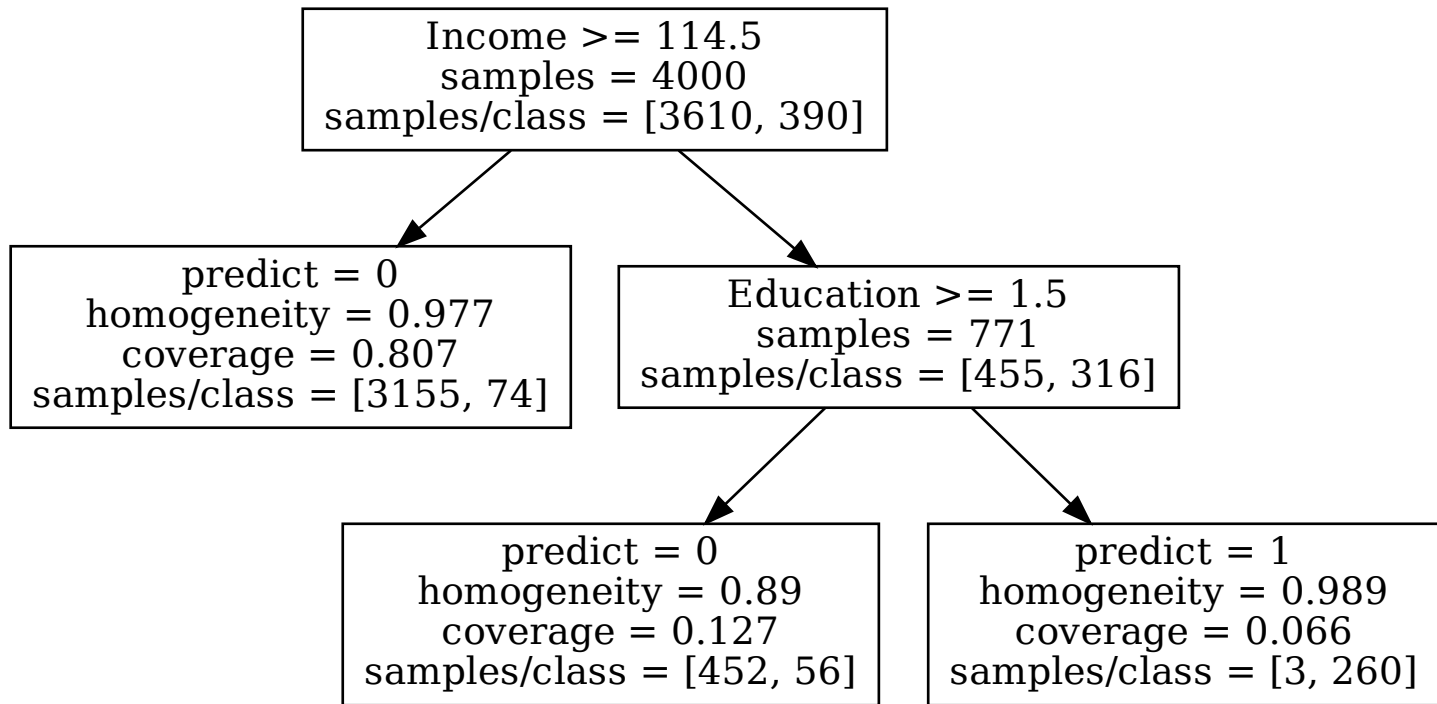 Income >= 114.5
samples = 4000
samples/class = [3610, 390]
predict = 0
homogeneity = 0.977
coverage = 0.807
samples/class = [3155, 74]
Education >= 1.5
samples = 771
samples/class = [455, 316]
predict = 0
homogeneity = 0.89
coverage = 0.127
samples/class = [452, 56]
predict = 1
homogeneity = 0.989
coverage = 0.066
samples/class = [3, 260]